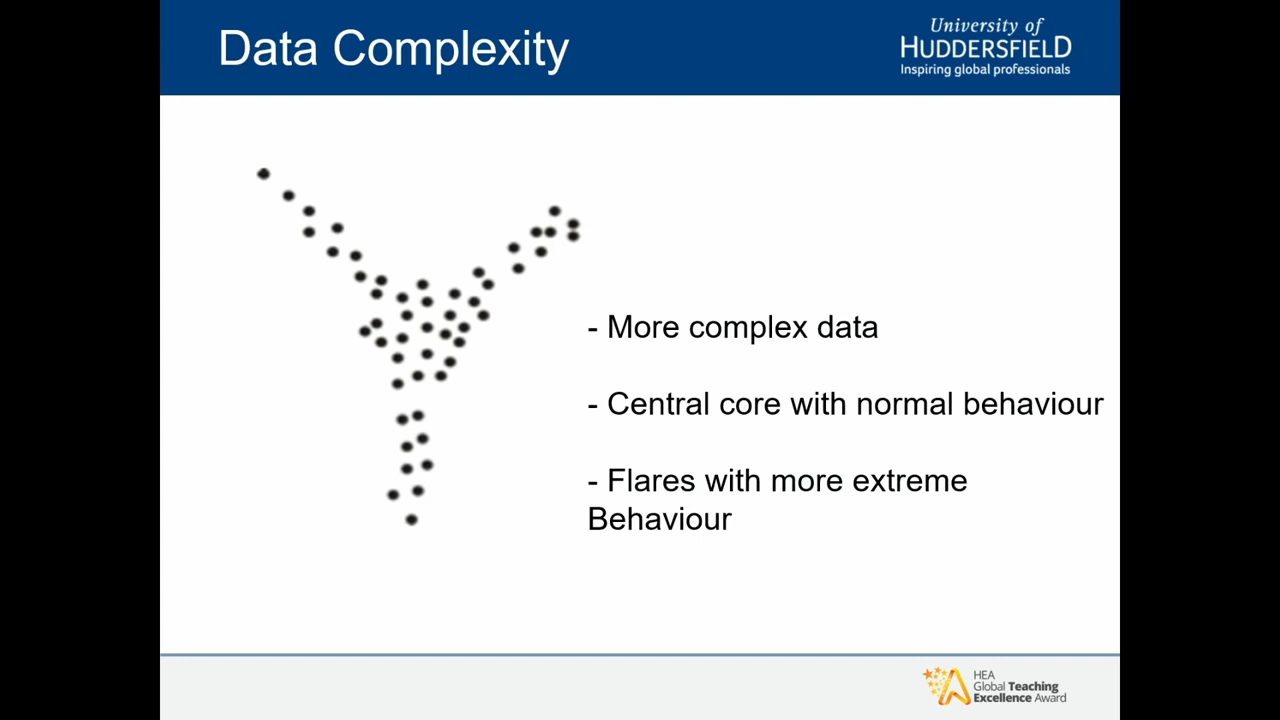 Data Complexity
University of
HUDDERSFIELD
Inspiring global professionals
- More complex data
- Central core with normal behaviour
- Flares with more extreme
Behaviour
HEA
Global Teaching
Excellence Award